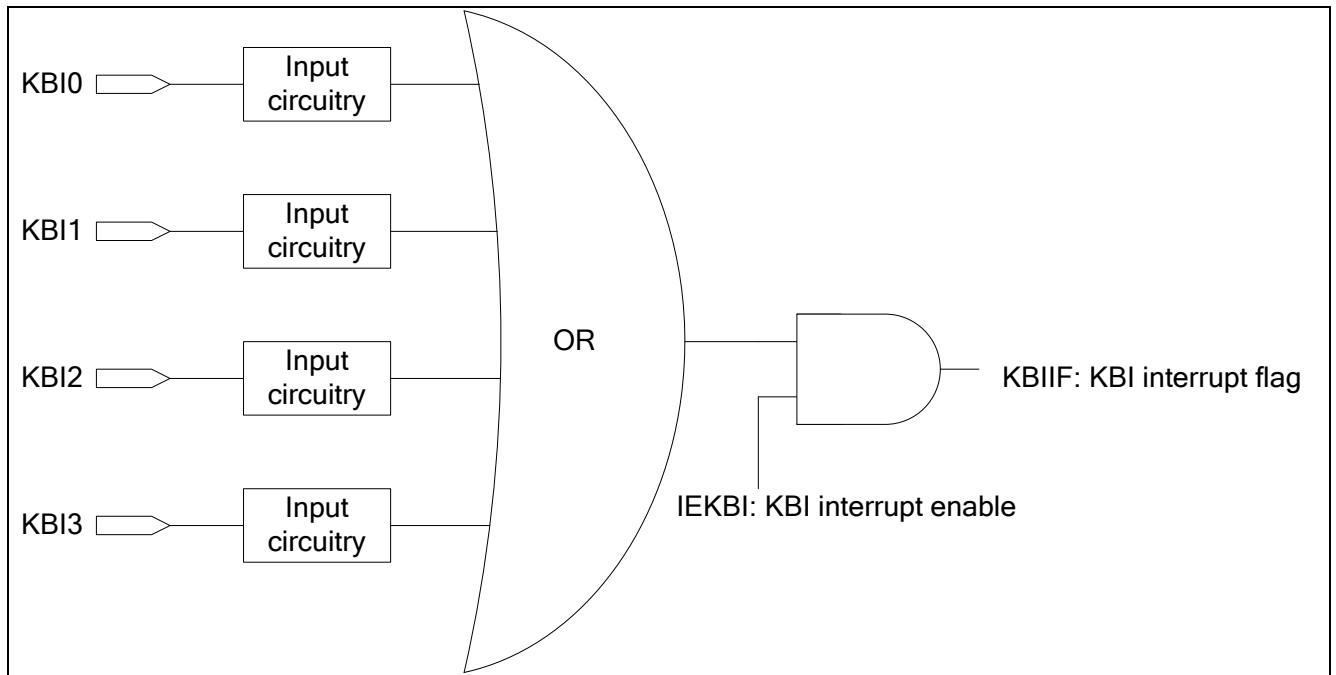 KBI0
Input
circuitry
KBI1
Input
circuitry
KBI2
Input
circuitry
KBI3
Input
circuitry
OR
KBIIF: KBI interrupt flag
IEKBI: KBI interrupt enable